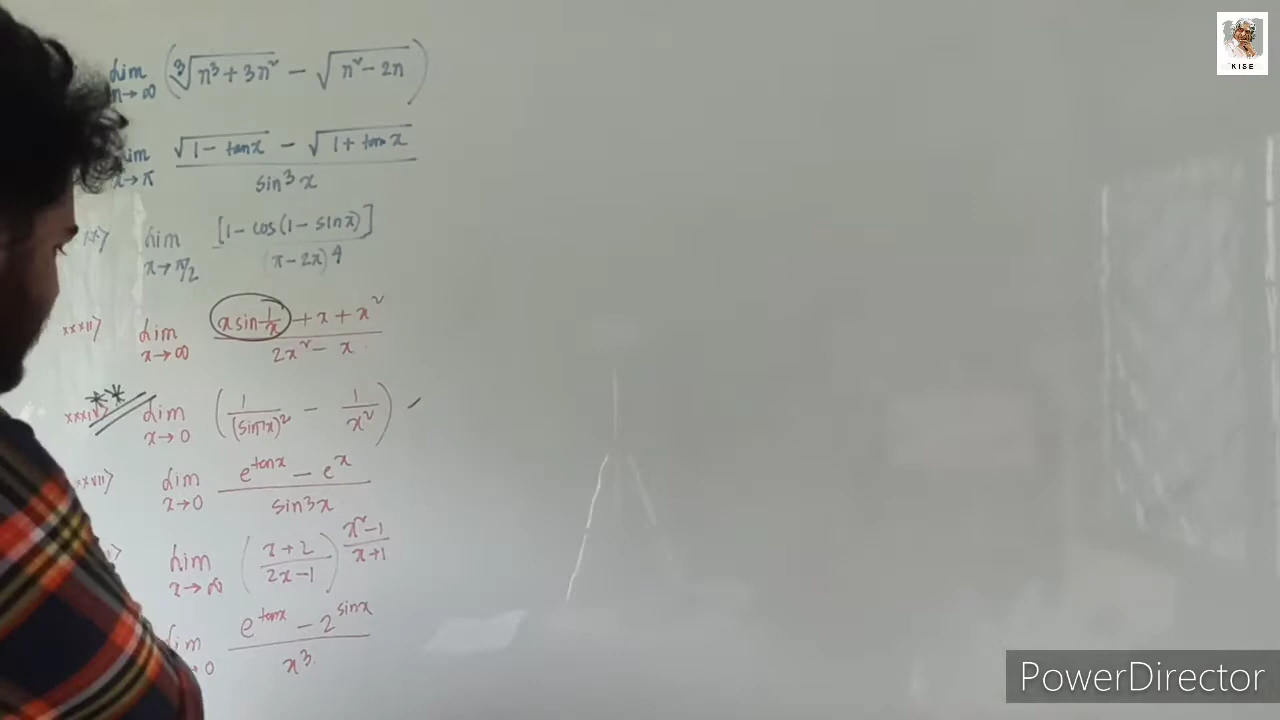 lim n→∞ (∛(n³+3n²) − √(n²−2n))
lim x→π (√(1−tanx) − √(1+tanx)) / sin³x
lim x→π/2 [1−cos(1−sinx)] / (π−2x)⁴
xxxii> lim x→∞ (x sin 1/x + x + x²) / (2x² − x)
** xxxiv> lim x→0 (1/(sinx)² − 1/x²)
xxvii> lim x→0 (e^tanx − e^x) / sin3x
lim x→∞ ((x+2)/(2x−1))^((x²−1)/(x+1))
lim x→0 (e^tanx − 2^sinx) / x³
KISE
PowerDirector